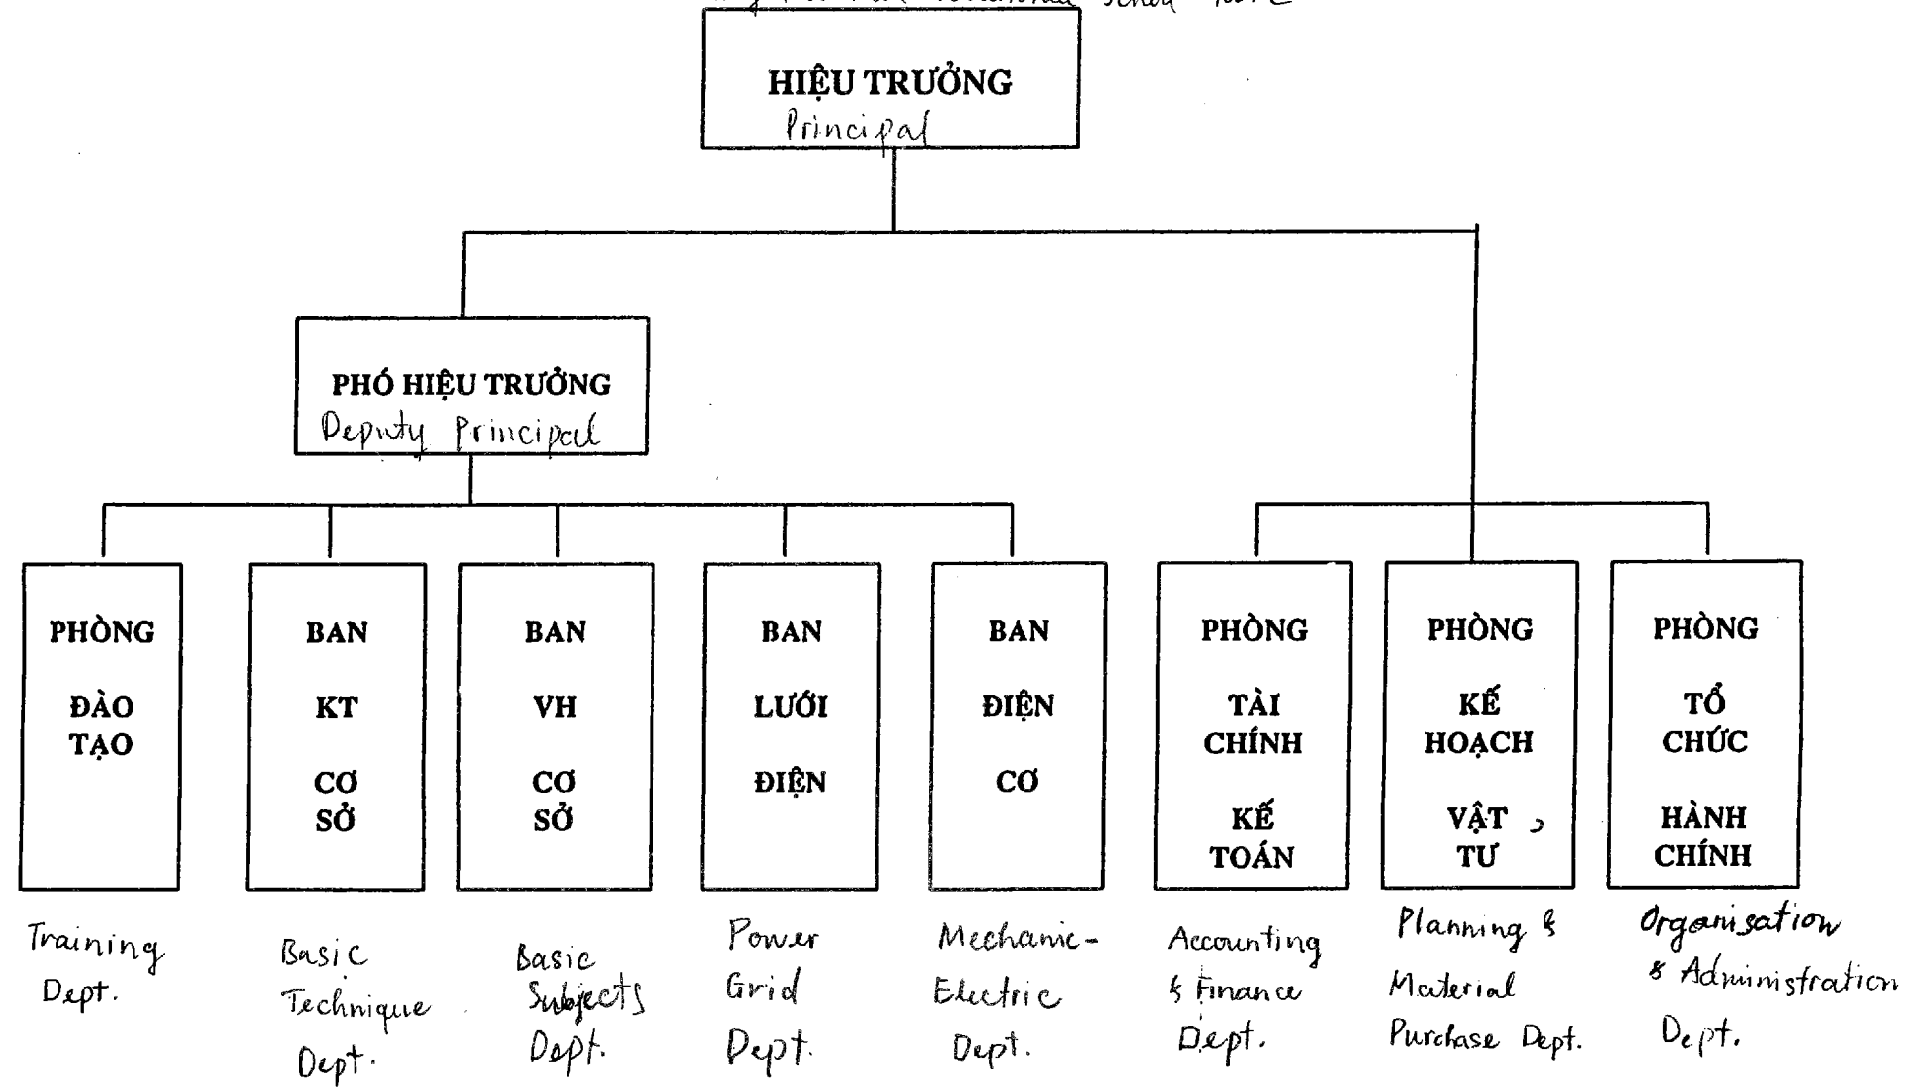 HIỆU TRƯỞNG
Principal
PHÓ HIỆU TRƯỞNG
Deputy Principal
PHÒNG
ĐÀO
TẠO
BAN
KT
CƠ
SỞ
BAN
VH
CƠ
SỞ
BAN
LƯỚI
ĐIỆN
BAN
ĐIỆN
CƠ
PHÒNG
TÀI
CHÍNH
KẾ
TOÁN
PHÒNG
KẾ
HOẠCH
VẬT
TƯ
PHÒNG
TỔ
CHỨC
HÀNH
CHÍNH
Training
Dept.
Basic
Technique
Dept.
Basic
Subjects
Dept.
Power
Grid
Dept.
Mechanic-
Electric
Dept.
Accounting
& Finance
Dept.
Planning &
Material
Purchase Dept.
Organisation
& Administration
Dept.